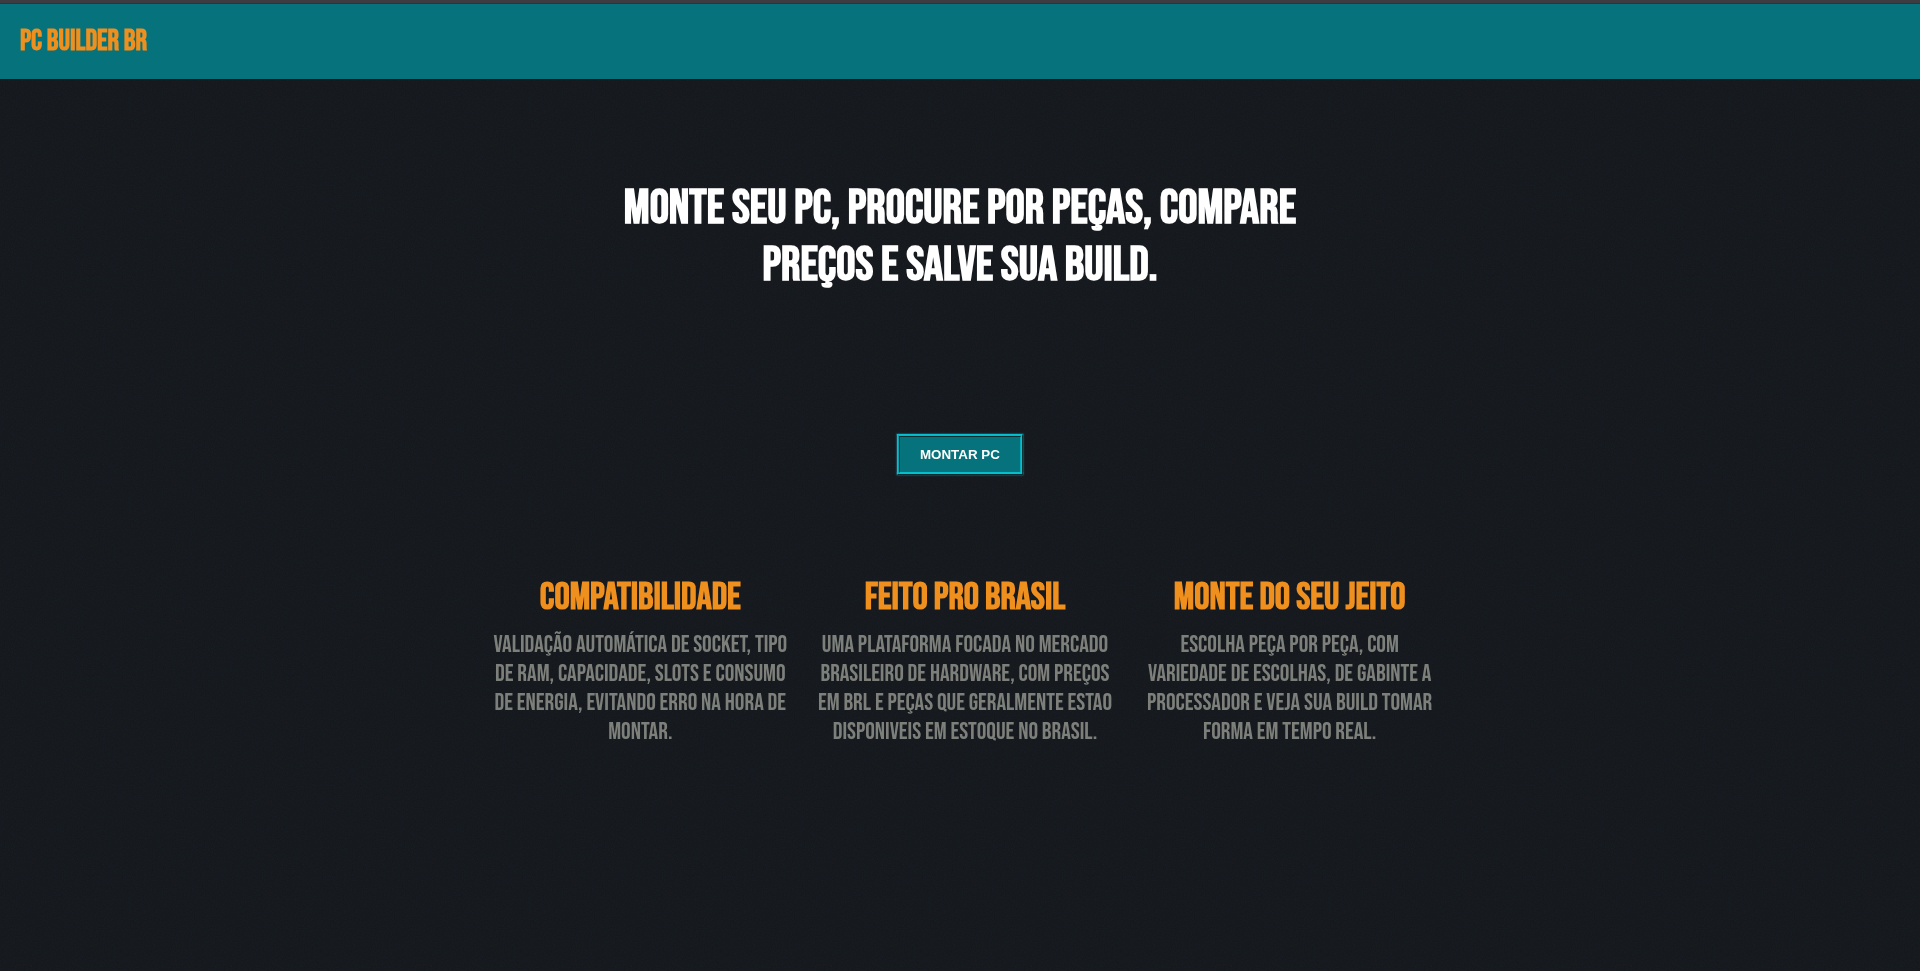 PC BUILDER BR
MONTE SEU PC, PROCURE POR PEÇAS, COMPARE
PREÇOS E SALVE SUA BUILD.
MONTAR PC
COMPATIBILIDADE
VALIDAÇÃO AUTOMÁTICA DE SOCKET, TIPO
DE RAM, CAPACIDADE, SLOTS E CONSUMO
DE ENERGIA, EVITANDO ERRO NA HORA DE
MONTAR.
FEITO PRO BRASIL
UMA PLATAFORMA FOCADA NO MERCADO
BRASILEIRO DE HARDWARE, COM PREÇOS
EM BRL E PEÇAS QUE GERALMENTE ESTAO
DISPONIVEIS EM ESTOQUE NO BRASIL.
MONTE DO SEU JEITO
ESCOLHA PEÇA POR PEÇA, COM
VARIEDADE DE ESCOLHAS, DE GABINTE A
PROCESSADOR E VEJA SUA BUILD TOMAR
FORMA EM TEMPO REAL.